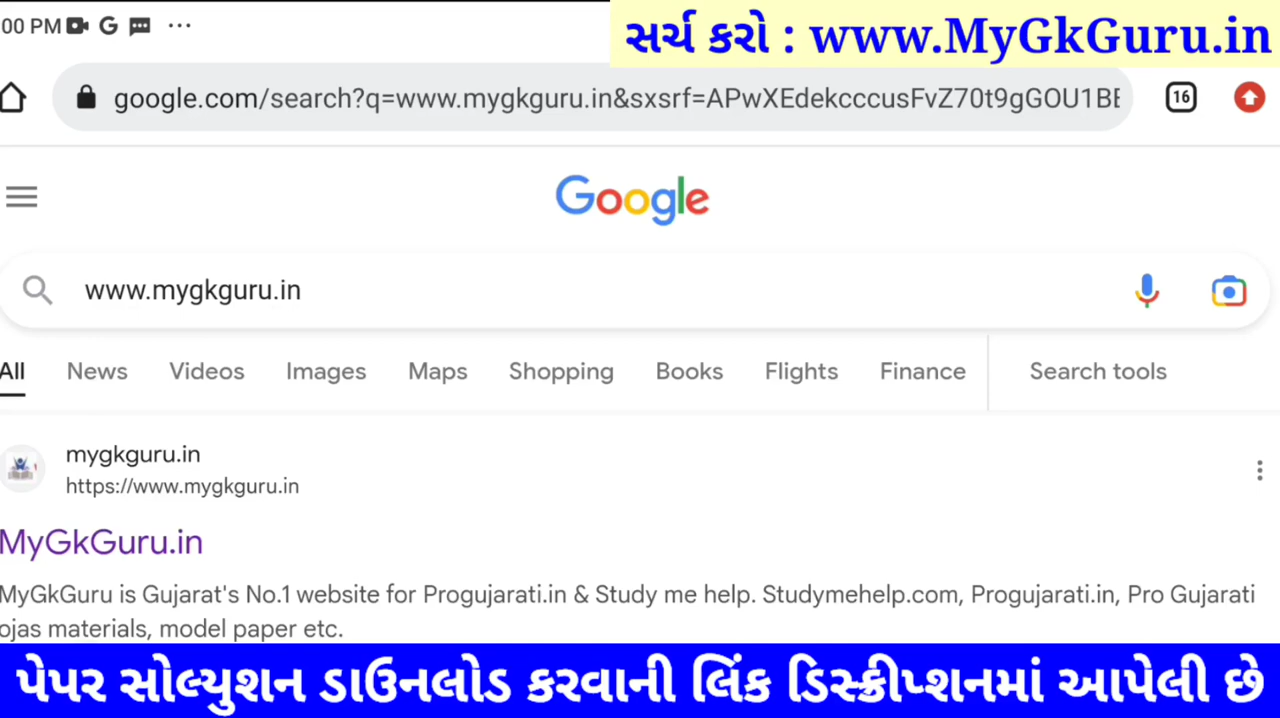 00 PM G ...
સર્ચ કરો : www.MyGkGuru.in
google.com/search?q=www.mygkguru.in&sxsrf=APwXEdekcccusFvZ70t9gGOU1BE
16
Google
www.mygkguru.in
All News Videos Images Maps Shopping Books Flights Finance Search tools
mygkguru.in
https://www.mygkguru.in
MyGkGuru.in
MyGkGuru is Gujarat's No.1 website for Progujarati.in & Study me help. Studymehelp.com, Progujarati.in, Pro Gujarati
ojas materials, model paper etc.
પેપર સોલ્યુશન ડાઉનલોડ કરવાની લિંક ડિસ્ક્રીપ્શનમાં આપેલી છે